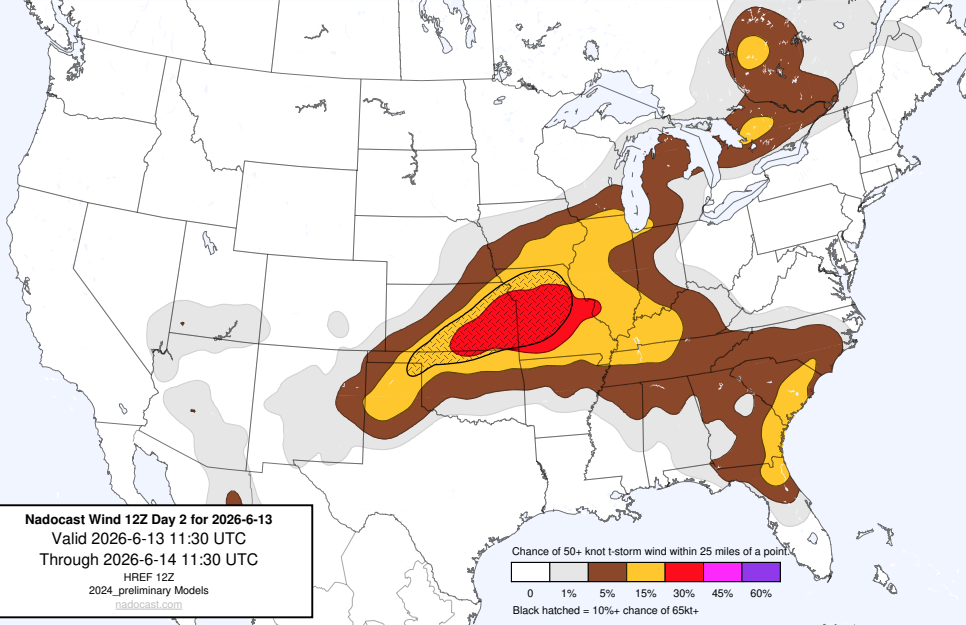 Nadocast Wind 12Z Day 2 for 2026-6-13
Valid 2026-6-13 11:30 UTC
Through 2026-6-14 11:30 UTC
HREF 12Z
2024_preliminary Models
nadocast.com
Chance of 50+ knot t-storm wind within 25 miles of a point.
0 1% 5% 15% 30% 45% 60%
Black hatched = 10%+ chance of 65kt+